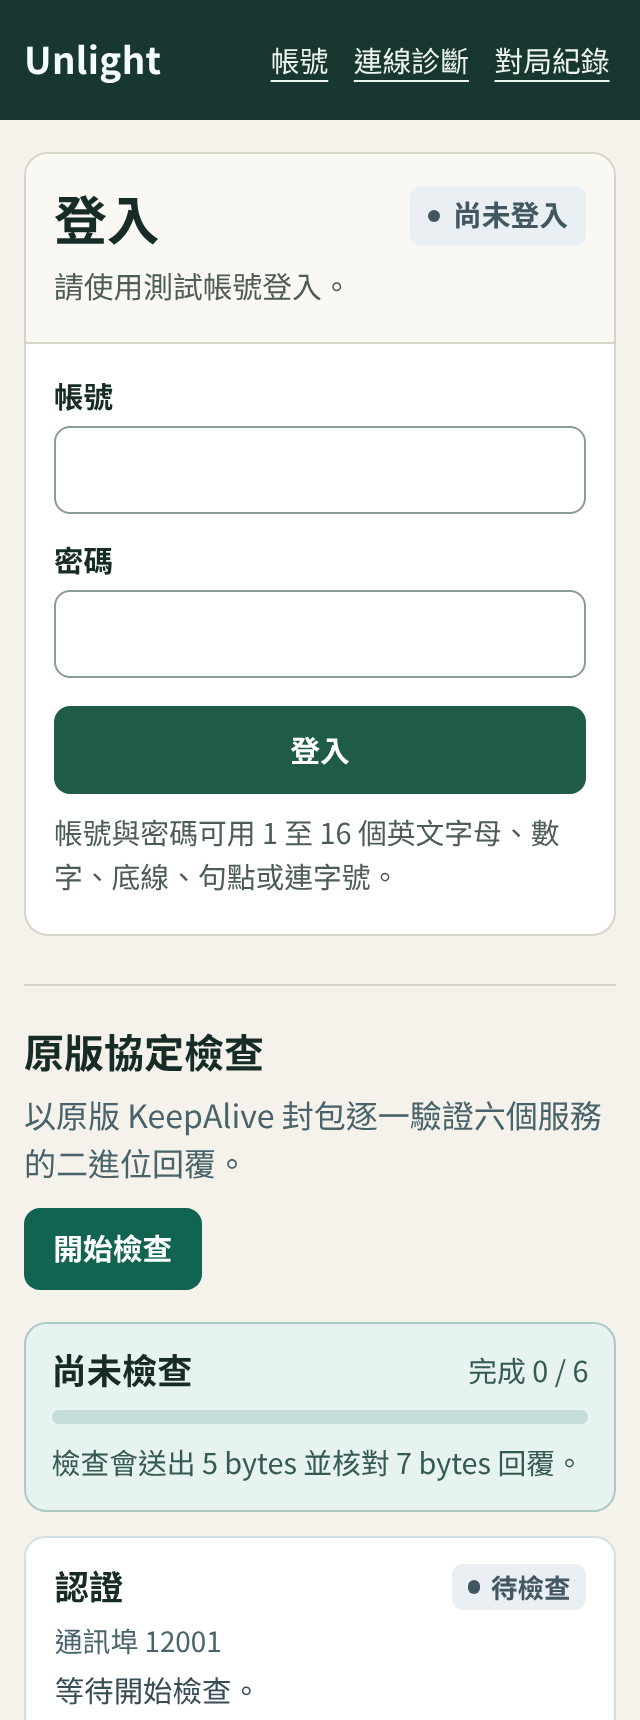 Unlight
帳號 連線診斷 對局紀錄
登入
尚未登入
請使用測試帳號登入。
帳號
密碼
登入
帳號與密碼可用 1 至 16 個英文字母、數
字、底線、句點或連字號。
原版協定檢查
以原版 KeepAlive 封包逐一驗證六個服務
的二進位回覆。
開始檢查
尚未檢查
完成 0 / 6
檢查會送出 5 bytes 並核對 7 bytes 回覆。
認證
待檢查
通訊埠 12001
等待開始檢查。